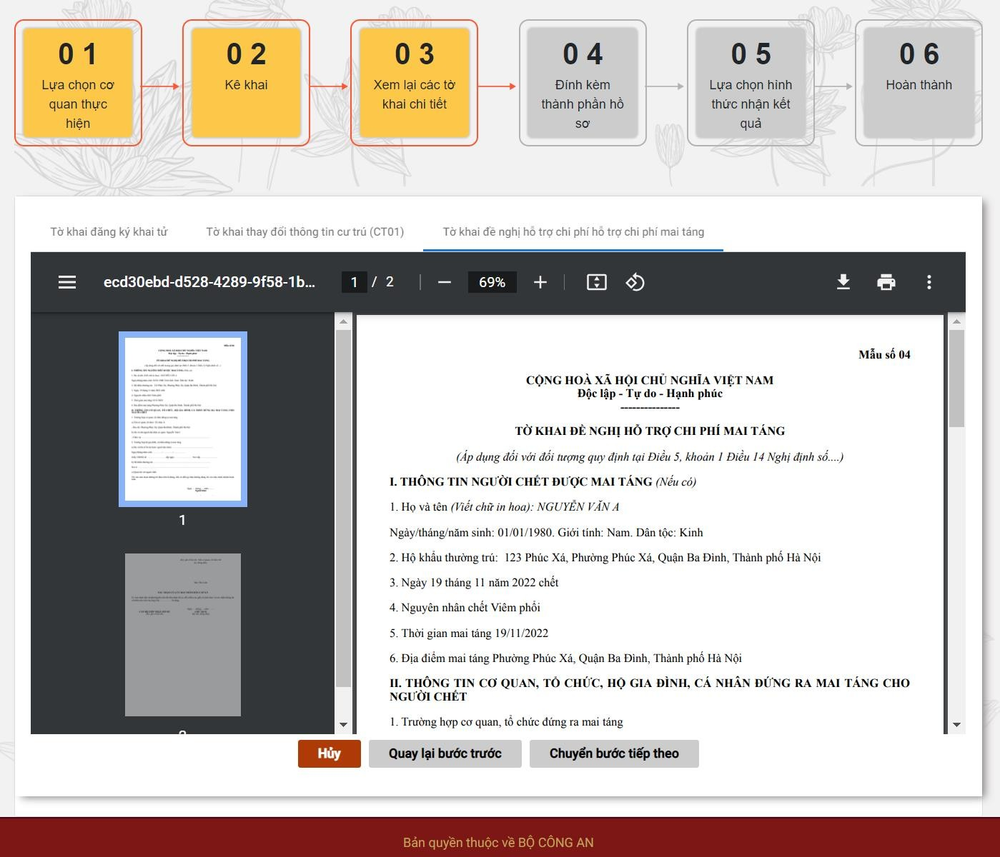 0 1
Lựa chọn cơ
quan thực
hiện
0 2
Kê khai
0 3
Xem lại các tờ
khai chi tiết
0 4
Đính kèm
thành phần hồ
sơ
0 5
Lựa chọn hình
thức nhận kết
quả
0 6
Hoàn thành
Tờ khai đăng ký khai tử
Tờ khai thay đổi thông tin cư trú (CT01)
Tờ khai đề nghị hỗ trợ chi phí hỗ trợ chi phí mai táng
ecd30ebd-d528-4289-9f58-1b...
1 / 2
69%
1
Mẫu số 04
CỘNG HOÀ XÃ HỘI CHỦ NGHĨA VIỆT NAM
Độc lập - Tự do - Hạnh phúc
---------------
TỜ KHAI ĐỀ NGHỊ HỖ TRỢ CHI PHÍ MAI TÁNG
(Áp dụng đối với đối tượng quy định tại Điều 5, khoản 1 Điều 14 Nghị định số....)
I. THÔNG TIN NGƯỜI CHẾT ĐƯỢC MAI TÁNG (Nếu có)
1. Họ và tên (Viết chữ in hoa): NGUYỄN VĂN A
Ngày/tháng/năm sinh: 01/01/1980. Giới tính: Nam. Dân tộc: Kinh
2. Hộ khẩu thường trú: 123 Phúc Xá, Phường Phúc Xá, Quận Ba Đình, Thành phố Hà Nội
3. Ngày 19 tháng 11 năm 2022 chết
4. Nguyên nhân chết Viêm phổi
5. Thời gian mai táng 19/11/2022
6. Địa điểm mai táng Phường Phúc Xá, Quận Ba Đình, Thành phố Hà Nội
II. THÔNG TIN CƠ QUAN, TỔ CHỨC, HỘ GIA ĐÌNH, CÁ NHÂN ĐỨNG RA MAI TÁNG CHO
NGƯỜI CHẾT
1. Trường hợp cơ quan, tổ chức đứng ra mai táng
Hủy
Quay lại bước trước
Chuyển bước tiếp theo
Bản quyền thuộc về BỘ CÔNG AN